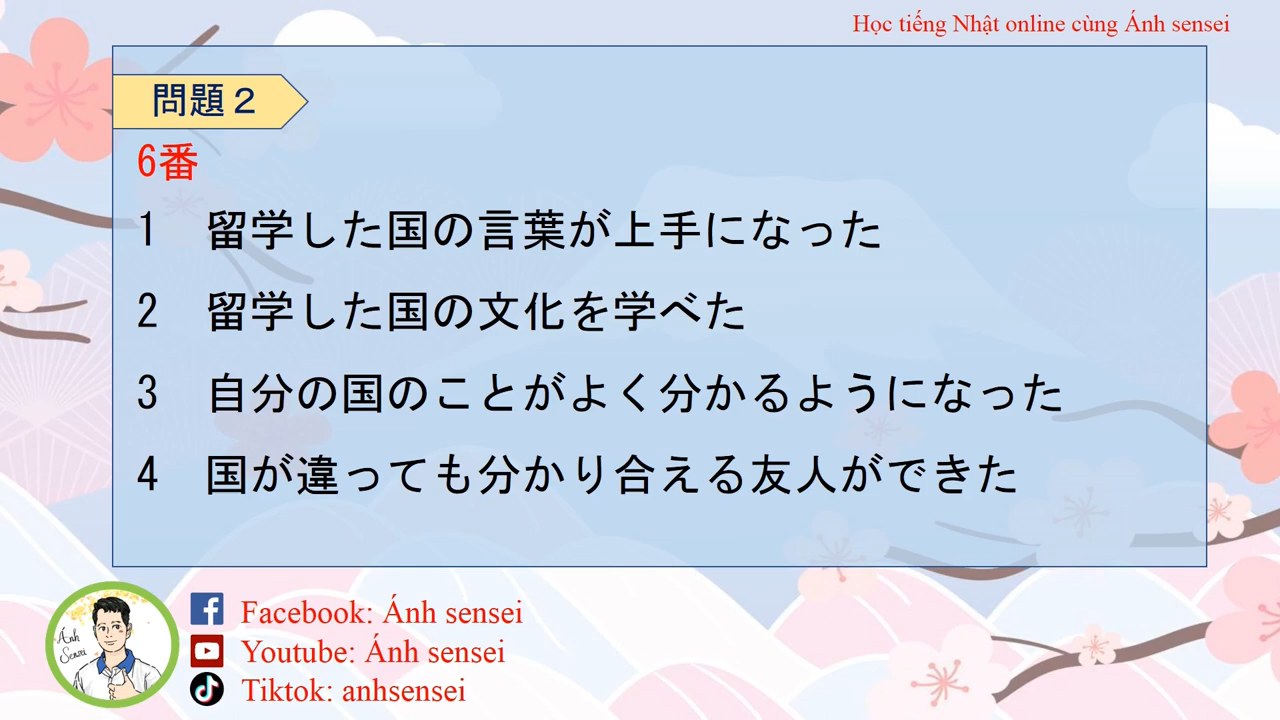 Học tiếng Nhật online cùng Ánh sensei
問題２
6番
1 留学した国の言葉が上手になった
2 留学した国の文化を学べた
3 自分の国のことがよく分かるようになった
4 国が違っても分かり合える友人ができた
Ánh
Sensei
Facebook: Ánh sensei
Youtube: Ánh sensei
Tiktok: anhsensei